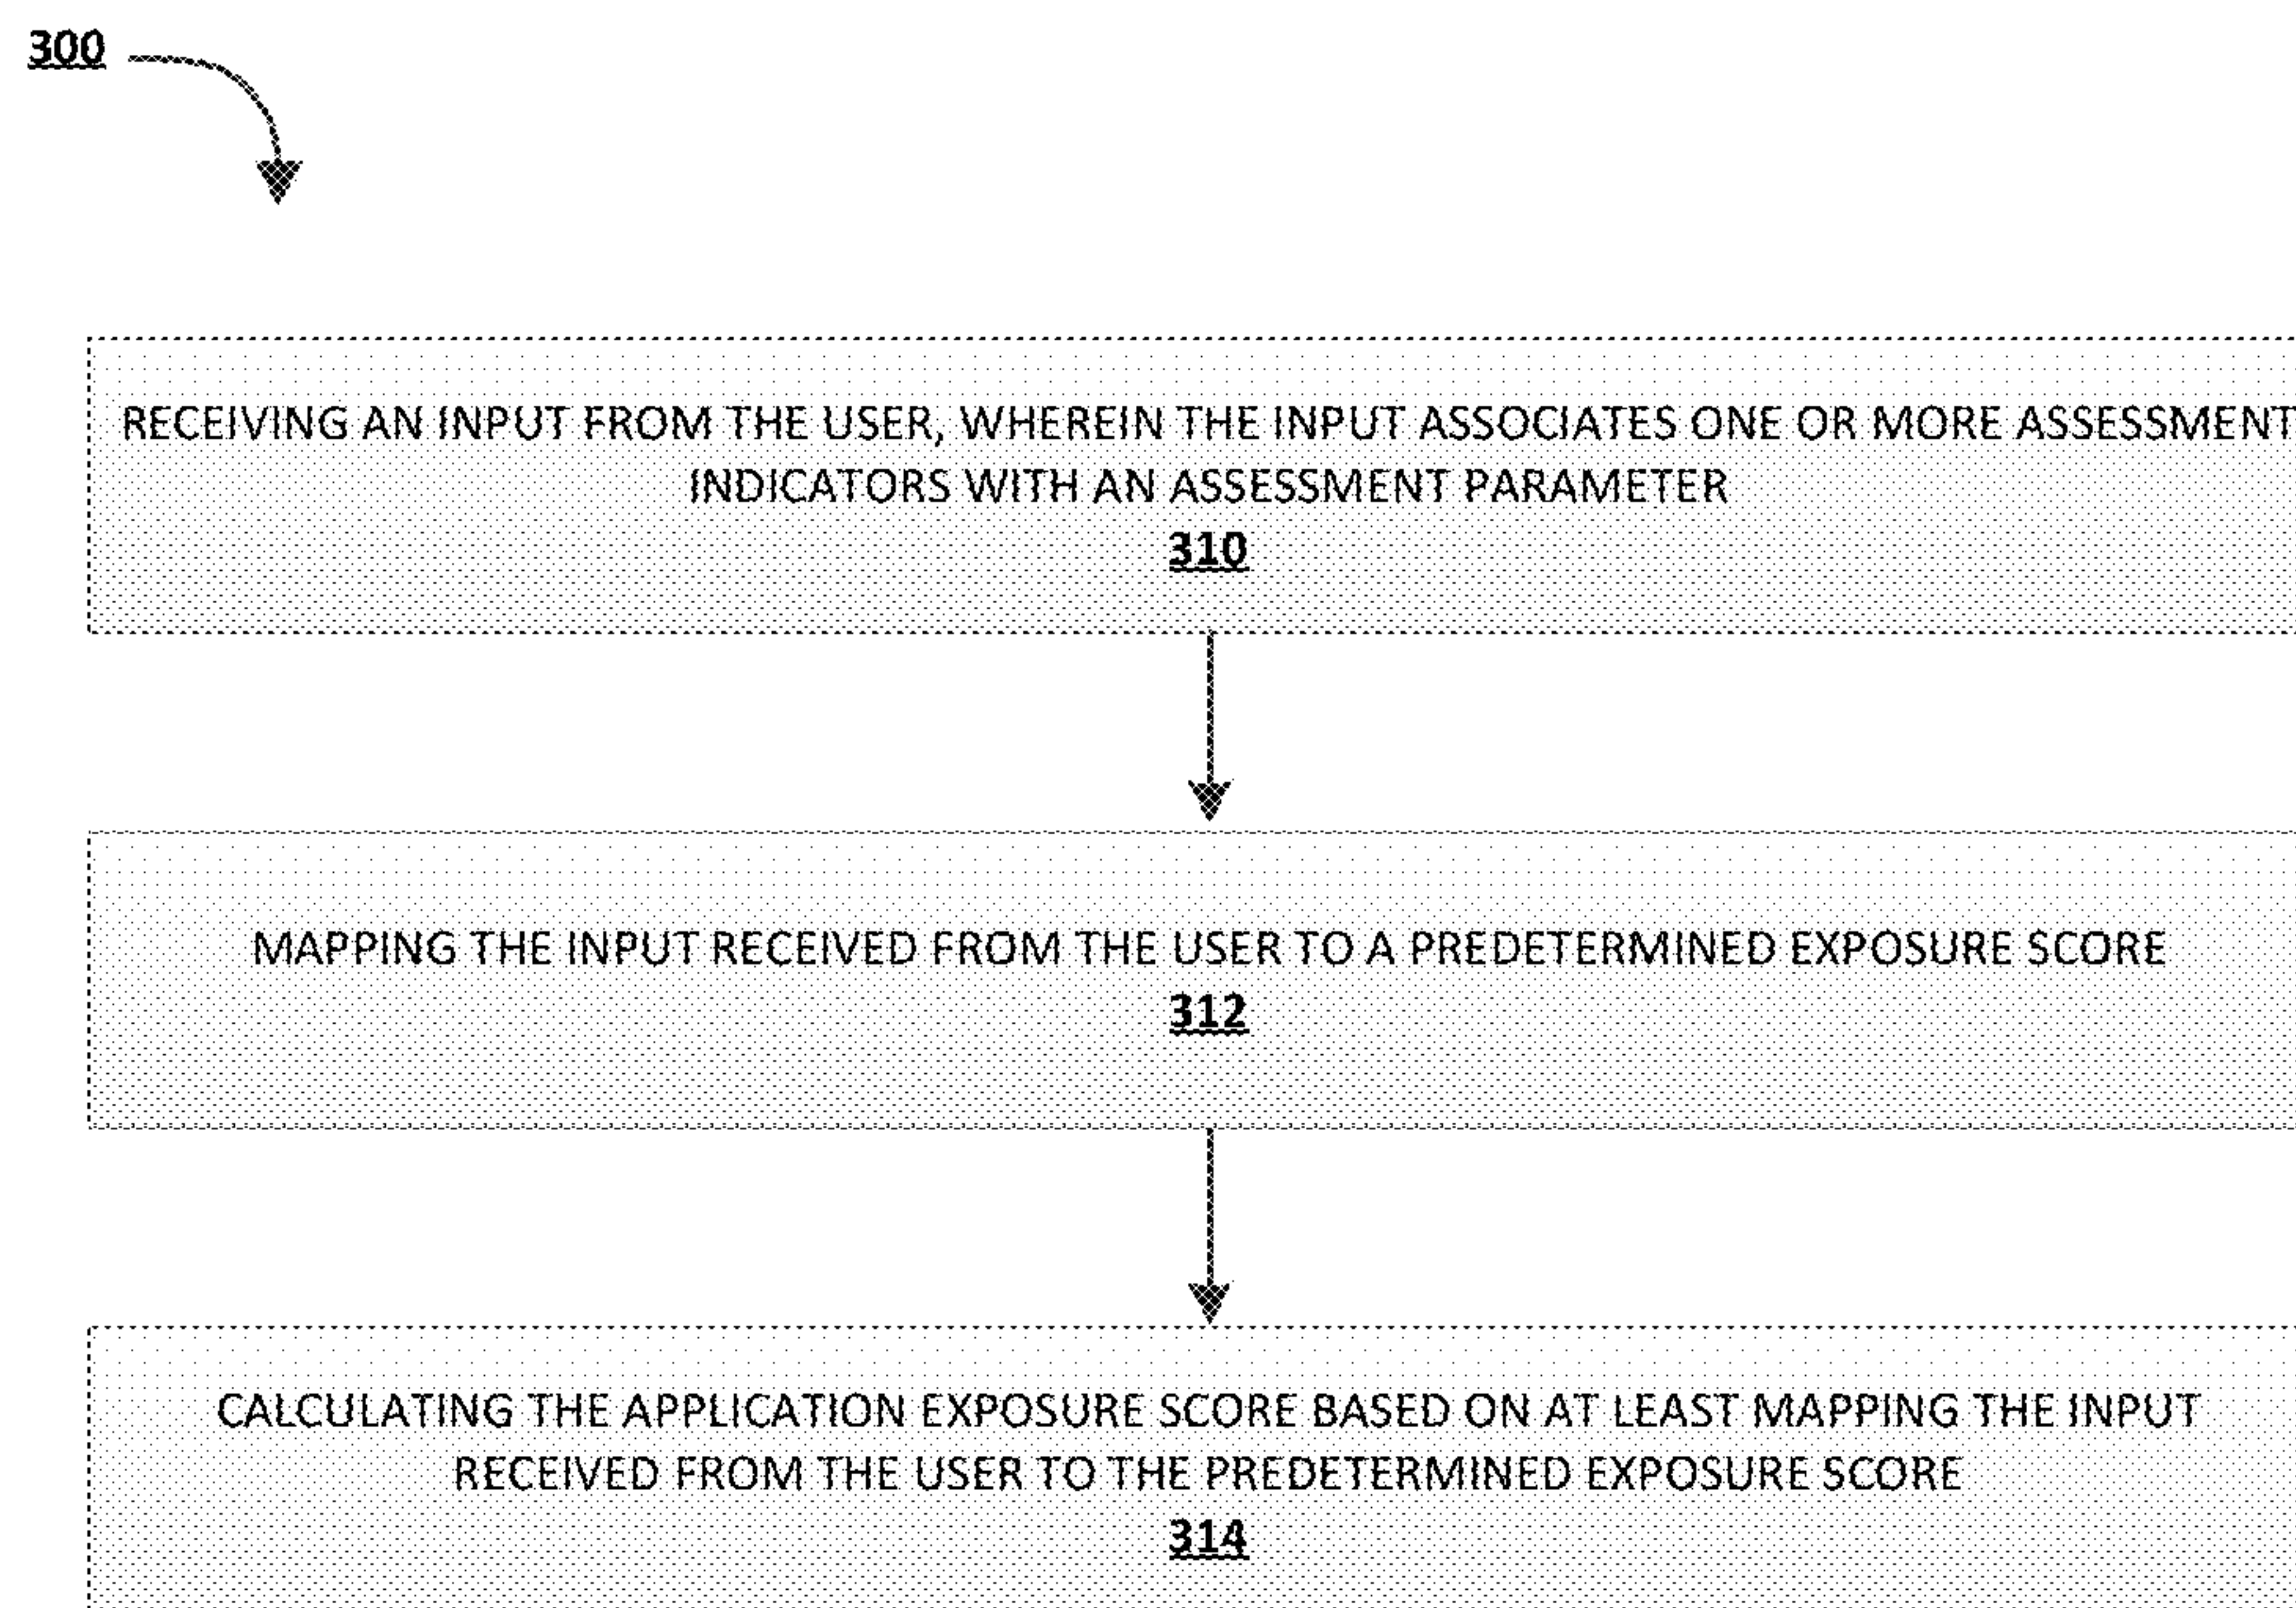 300
RECEIVING AN INPUT FROM THE USER, WHEREIN THE INPUT ASSOCIATES ONE OR MORE ASSESSMENT
INDICATORS WITH AN ASSESSMENT PARAMETER
310
MAPPING THE INPUT RECEIVED FROM THE USER TO A PREDETERMINED EXPOSURE SCORE
312
CALCULATING THE APPLICATION EXPOSURE SCORE BASED ON AT LEAST MAPPING THE INPUT
RECEIVED FROM THE USER TO THE PREDETERMINED EXPOSURE SCORE
314